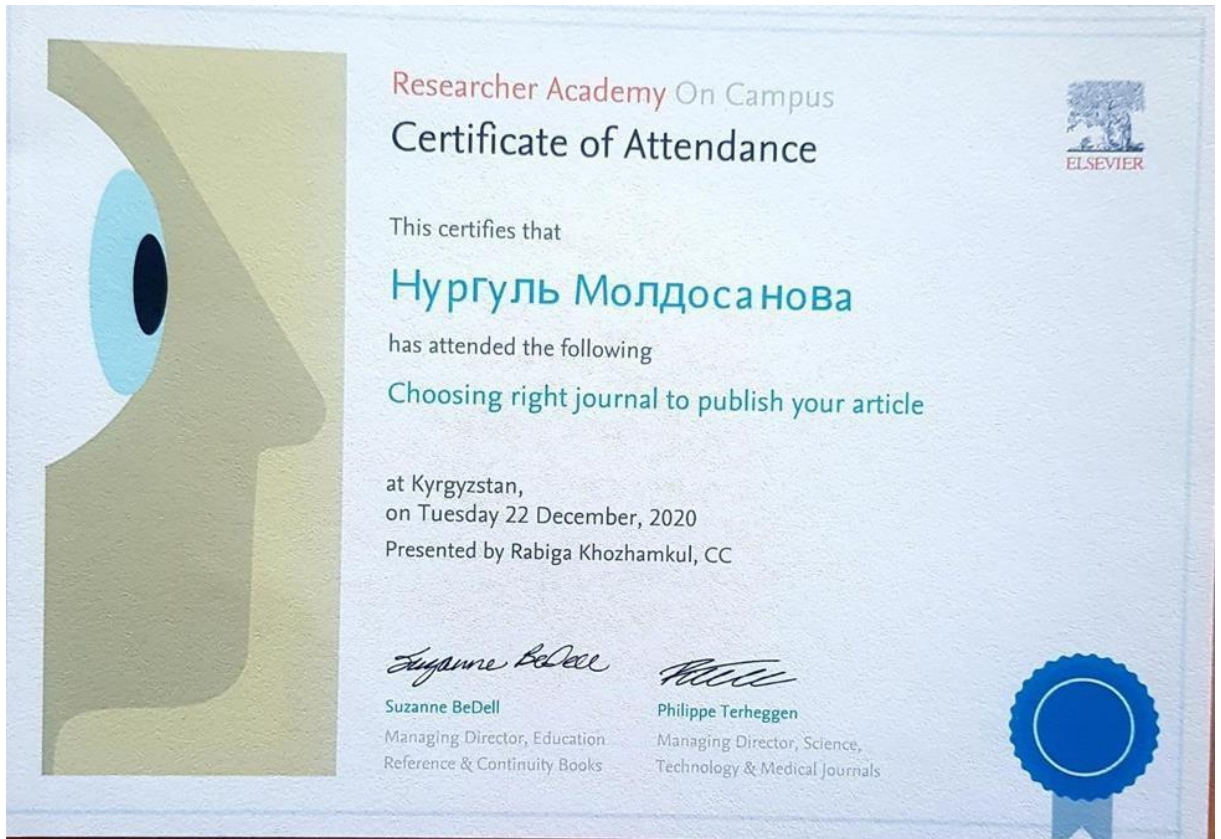 Researcher Academy On Campus
Certificate of Attendance
ELSEVIER
This certifies that
Нургуль Молдосанова
has attended the following
Choosing right journal to publish your article
at Kyrgyzstan,
on Tuesday 22 December, 2020
Presented by Rabiga Khozhamkul, CC
Suzanne BeDell
Suzanne BeDell
Managing Director, Education
Reference & Continuity Books
Philippe Terheggen
Managing Director, Science,
Technology & Medical Journals